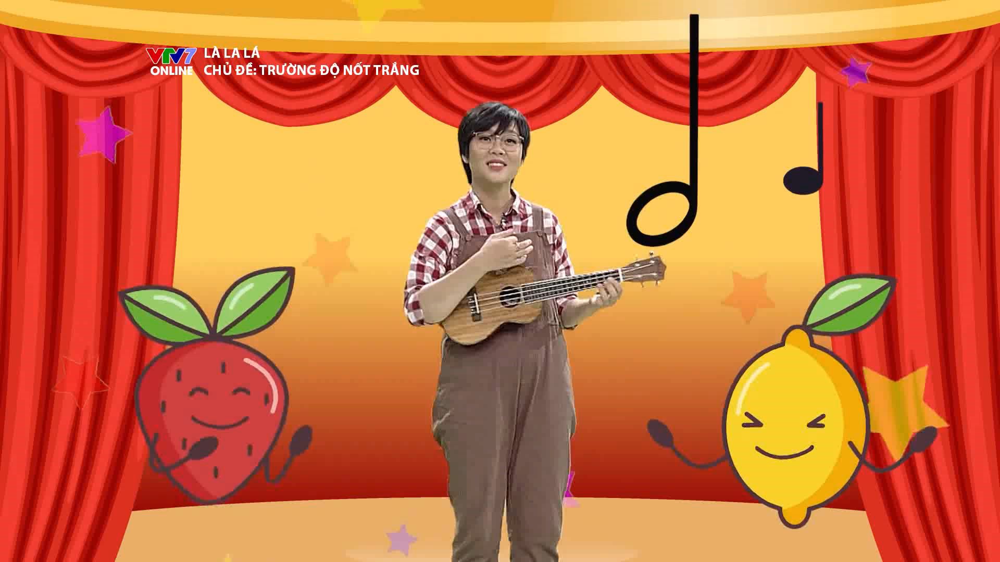 VTV7 LÀ LA LÁ
ONLINE CHỦ ĐỀ: TRƯỜNG ĐỘ NỐT TRẮNG